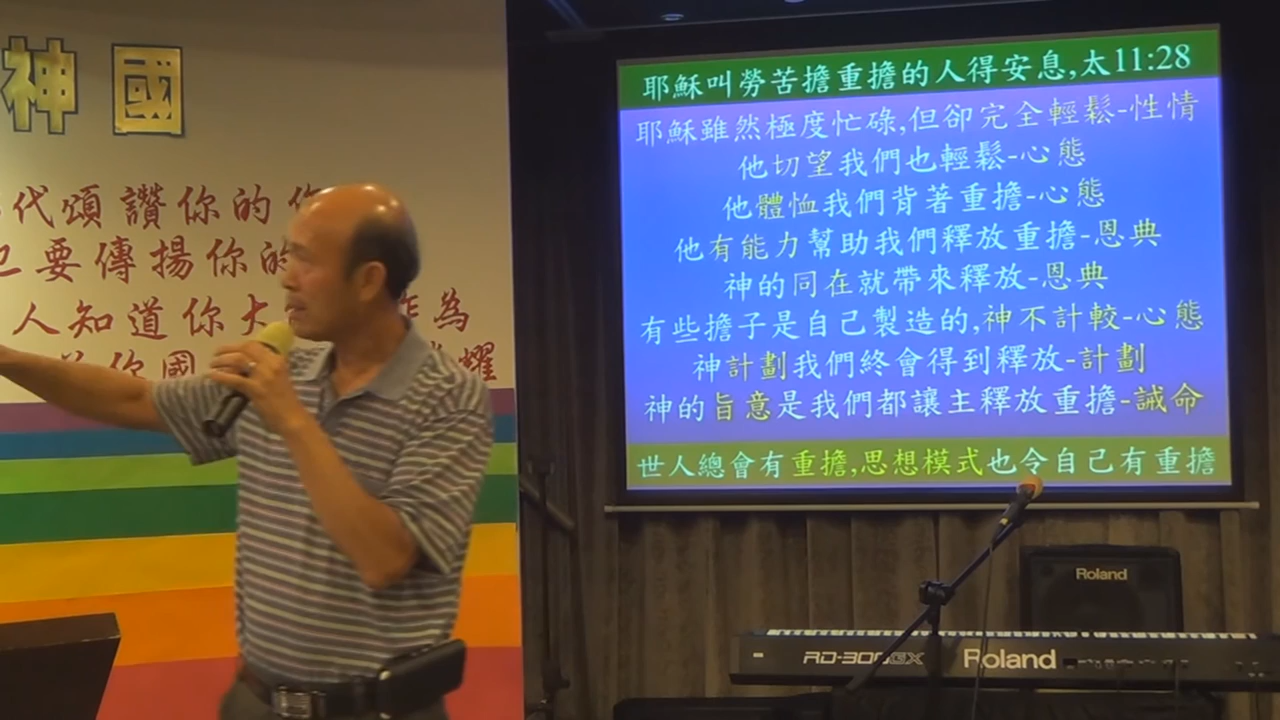 神國
代頌讚你的
要傳揚你的
人知道你大 作為
你國 耀
耶穌叫勞苦擔重擔的人得安息,太11:28
耶穌雖然極度忙碌,但卻完全輕鬆-性情
他切望我們也輕鬆-心態
他體恤我們背著重擔-心態
他有能力幫助我們釋放重擔-恩典
神的同在就帶來釋放-恩典
有些擔子是自己製造的,神不計較-心態
神計劃我們終會得到釋放-計劃
神的旨意是我們都讓主釋放重擔-誡命
世人總會有重擔,思想模式也令自己有重擔
Roland
RD-300GX Roland